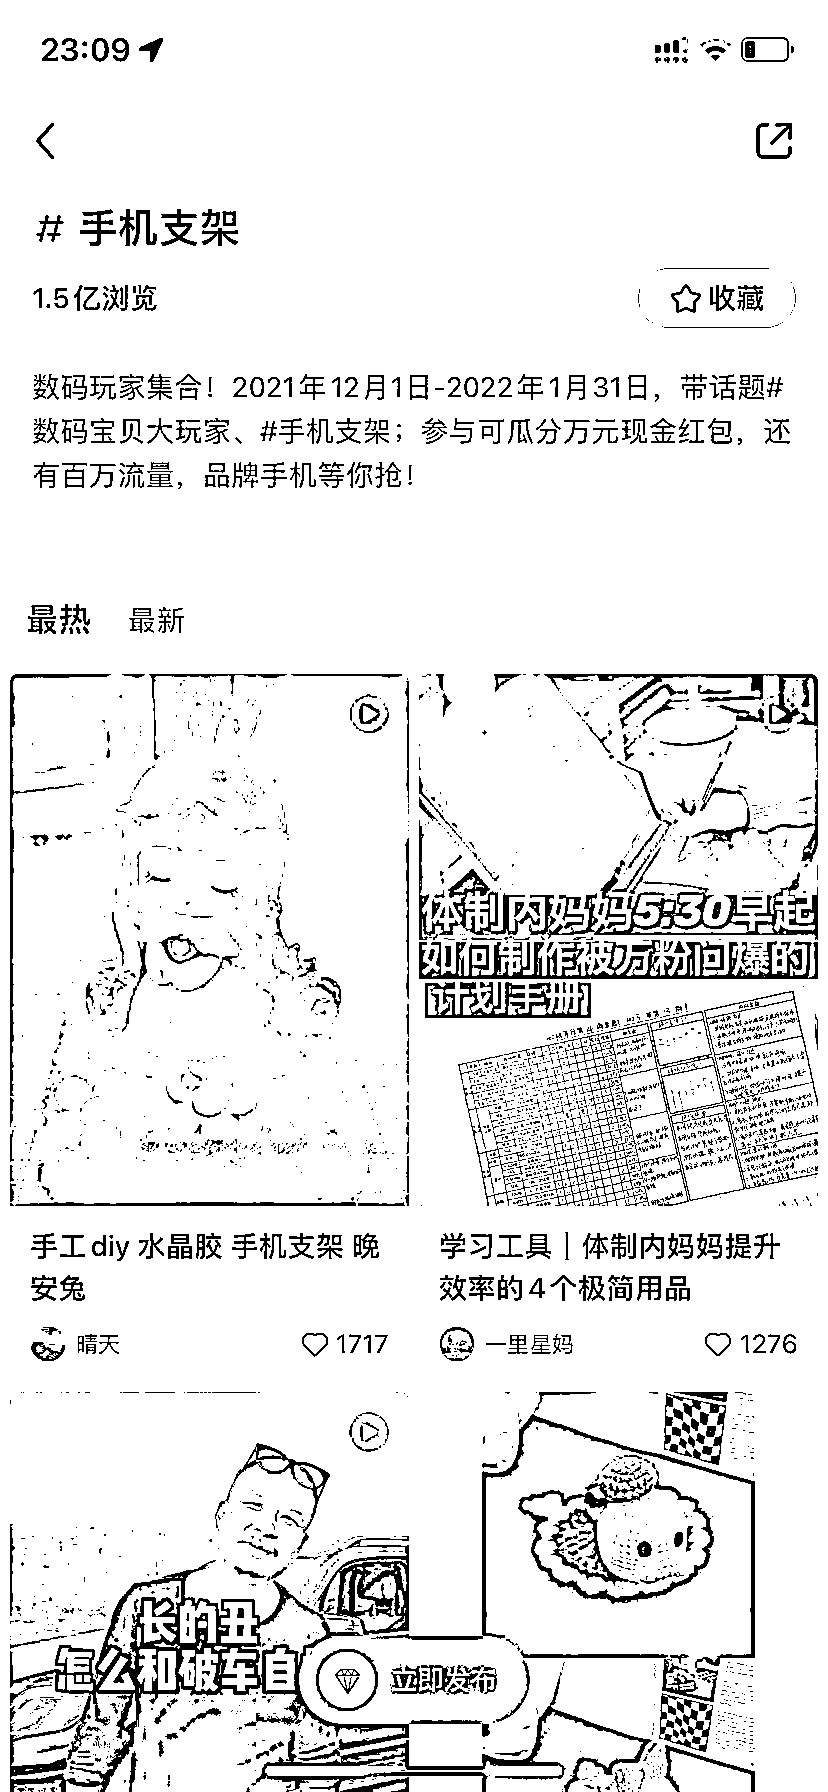 23:09
# 手机支架
1.5亿浏览
收藏
数码玩家集合！2021年12月1日-2022年1月31日，带话题#
数码宝贝大玩家、#手机支架；参与可瓜分万元现金红包，还
有百万流量，品牌手机等你抢！
最热 最新
体制内妈妈5:30早起
如何制作被万粉问爆的
计划手册
手工diy 水晶胶 手机支架 晚
安兔
晴天 1717
学习工具｜体制内妈妈提升
效率的4个极简用品
一里星妈 1276
长的丑
怎么和破车自
立即发布